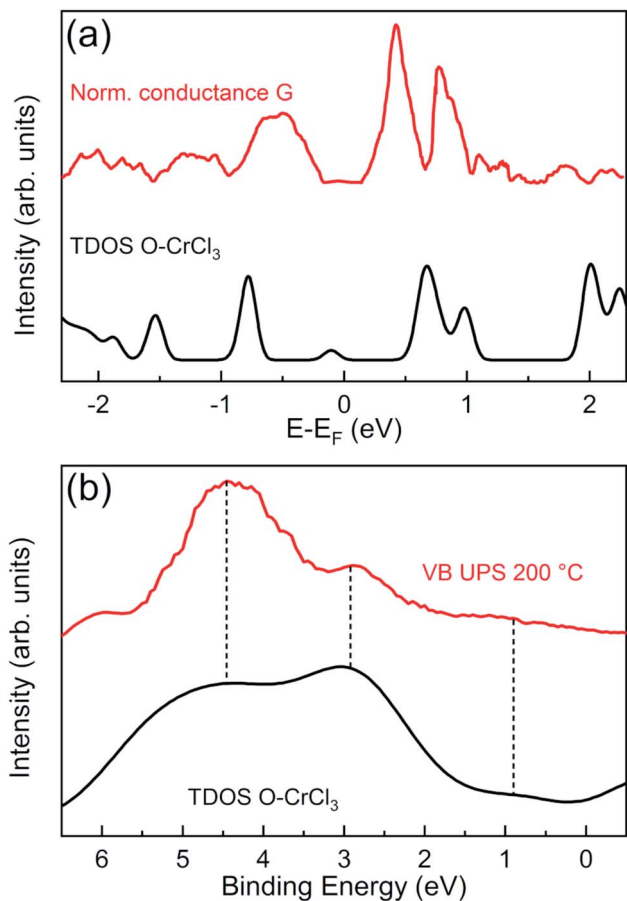 (a)
Norm. conductance G
TDOS O-CrCl₃
Intensity (arb. units)
-2 -1 0 1 2
E-E_F (eV)
(b)
VB UPS 200 °C
TDOS O-CrCl₃
Intensity (arb. units)
6 5 4 3 2 1 0
Binding Energy (eV)